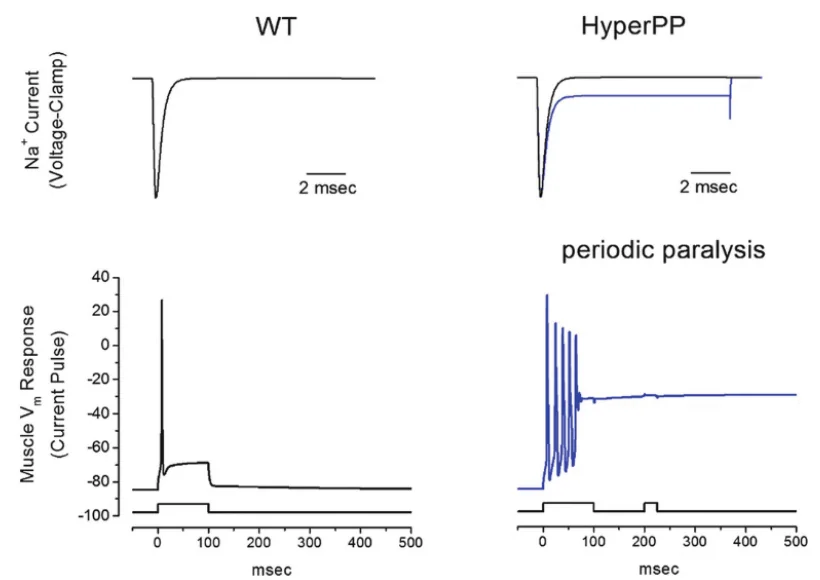 WT
HyperPP
Na+ Current
(Voltage-Clamp)
2 msec
2 msec
periodic paralysis
Muscle Vm Response
(Current Pulse)
40
20
0
-20
-40
-60
-80
-100
0 100 200 300 400 500
msec
0 100 200 300 400 500
msec